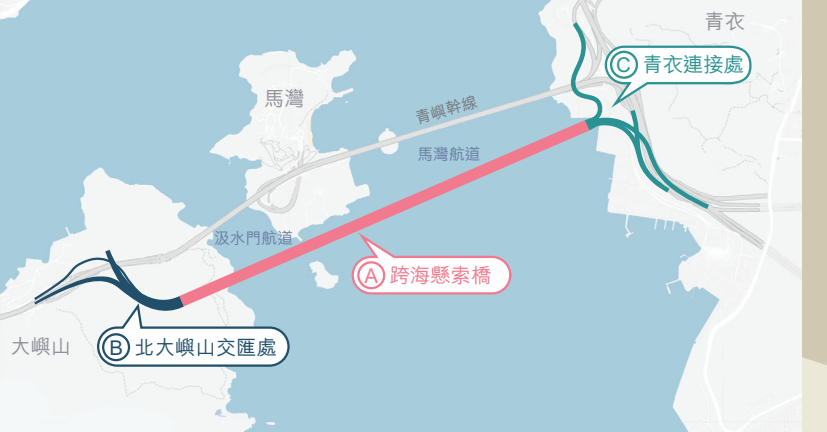 青衣
C 青衣連接處
馬灣
青嶼幹線
馬灣航道
汲水門航道
A 跨海懸索橋
大嶼山
B 北大嶼山交匯處